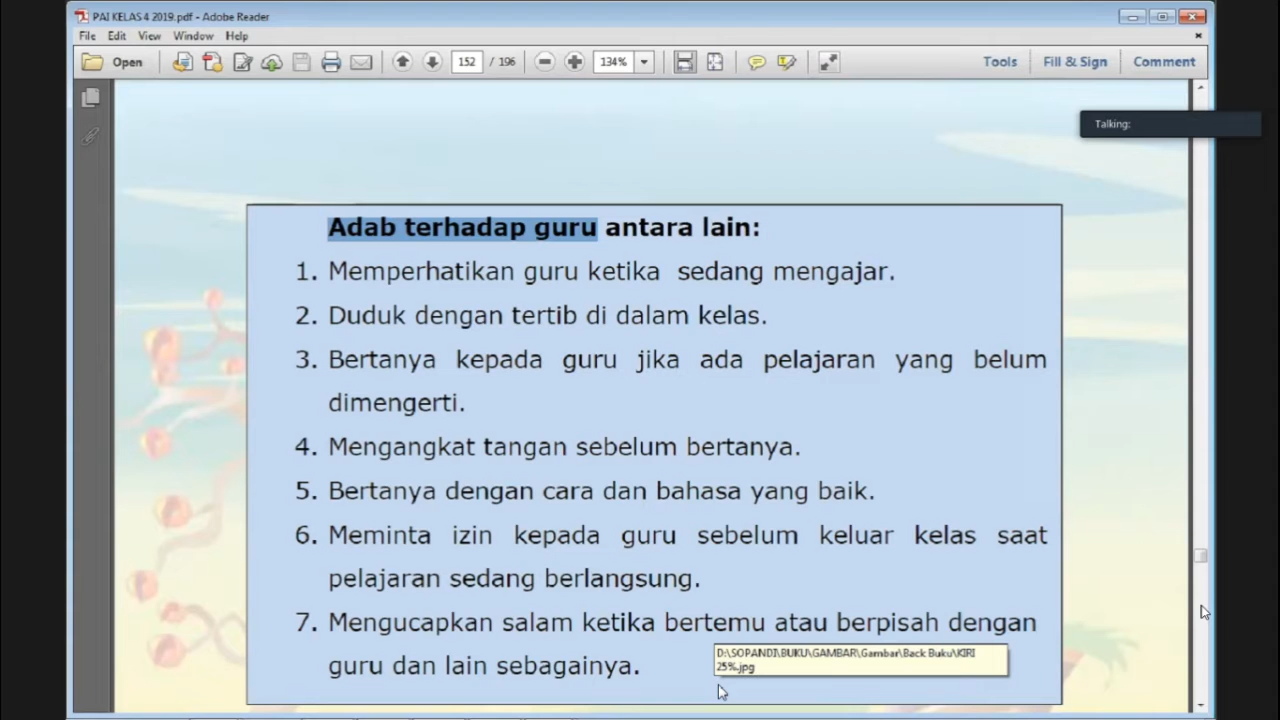 PAI KELAS 4 2019.pdf - Adobe Reader
File Edit View Window Help
Open 152 / 196 134% Tools Fill & Sign Comment
Talking:
Adab terhadap guru antara lain:
1. Memperhatikan guru ketika sedang mengajar.
2. Duduk dengan tertib di dalam kelas.
3. Bertanya kepada guru jika ada pelajaran yang belum
dimengerti.
4. Mengangkat tangan sebelum bertanya.
5. Bertanya dengan cara dan bahasa yang baik.
6. Meminta izin kepada guru sebelum keluar kelas saat
pelajaran sedang berlangsung.
7. Mengucapkan salam ketika bertemu atau berpisah dengan
guru dan lain sebagainya.
D:\SOPANDI\BUKU\GAMBAR\Gambar\Back Buku\KIRI
25%.jpg